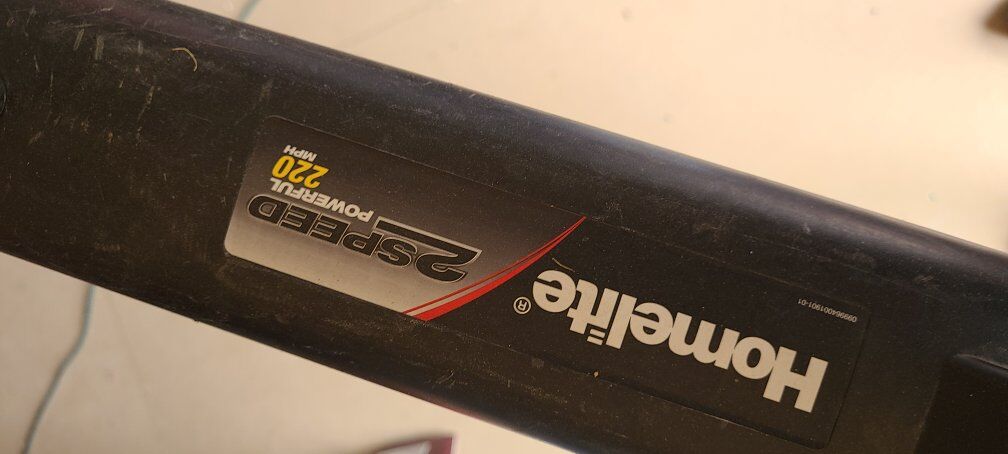 Homelite®
099964001901-01
2SPEED
POWERFUL
220
MPH